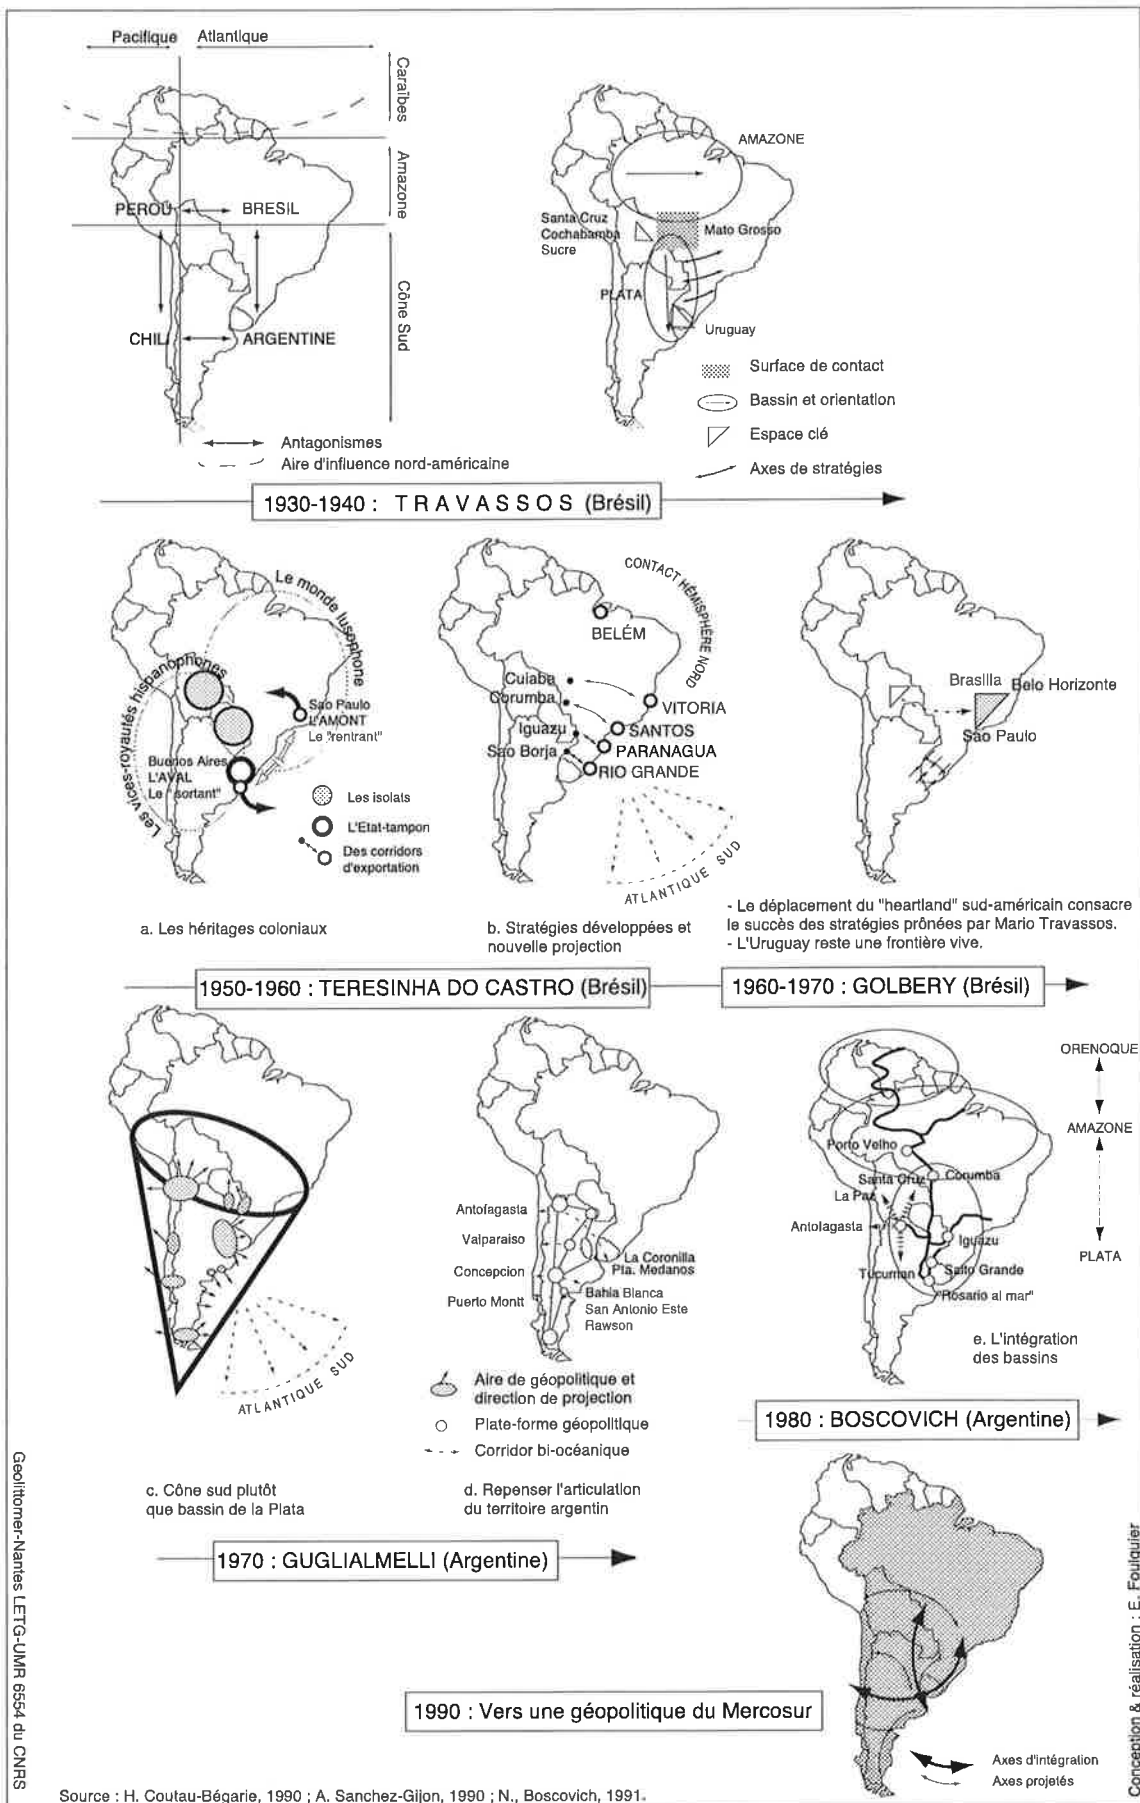 Pacifique
Atlantique
Caraïbes
Amazone
Cône Sud
PEROU
BRESIL
CHILI
ARGENTINE
Antagonismes
Aire d'influence nord-américaine
AMAZONE
Santa Cruz
Cochabamba
Sucre
Mato Grosso
PLATA
Uruguay
Surface de contact
Bassin et orientation
Espace clé
Axes de stratégies
1930-1940 : TRAVASSOS (Brésil)
Le monde lusophone
Les vices-royautés hispanophones
Sao Paulo
L'AMONT
Le "rentrant"
Buenos Aires
L'AVAL
Le "sortant"
Les isolats
L'Etat-tampon
Des corridors
d'exportation
a. Les héritages coloniaux
CONTACT HÉMISPHÈRE NORD
BELÉM
Cuiaba
Corumba
Iguazu
Sao Borja
VITORIA
SANTOS
PARANAGUA
RIO GRANDE
ATLANTIQUE SUD
b. Stratégies développées et
nouvelle projection
Brasilia
Belo Horizonte
São Paulo
- Le déplacement du "heartland" sud-américain consacre
le succès des stratégies prônées par Mario Travassos.
- L'Uruguay reste une frontière vive.
1950-1960 : TERESINHA DO CASTRO (Brésil)
1960-1970 : GOLBERY (Brésil)
ATLANTIQUE SUD
c. Cône sud plutôt
que bassin de la Plata
Antofagasta
Valparaiso
Concepcion
Puerto Montt
La Coronilla
Pta. Medanos
Bahia Blanca
San Antonio Este
Rawson
Aire de géopolitique et
direction de projection
Plate-forme géopolitique
Corridor bi-océanique
d. Repenser l'articulation
du territoire argentin
ORENOQUE
AMAZONE
PLATA
Porto Velho
Santa Cruz
Corumba
La Paz
Antofagasta
Iguazu
Tucuman
Salto Grande
"Rosario al mar"
e. L'intégration
des bassins
1980 : BOSCOVICH (Argentine)
1970 : GUGLIALMELLI (Argentine)
1990 : Vers une géopolitique du Mercosur
Axes d'intégration
Axes projetés
Geolittomer-Nantes LETG-UMR 6554 du CNRS
Conception & réalisation : E. Foulquier
Source : H. Coutau-Bégarie, 1990 ; A. Sanchez-Gijon, 1990 ; N., Boscovich, 1991.